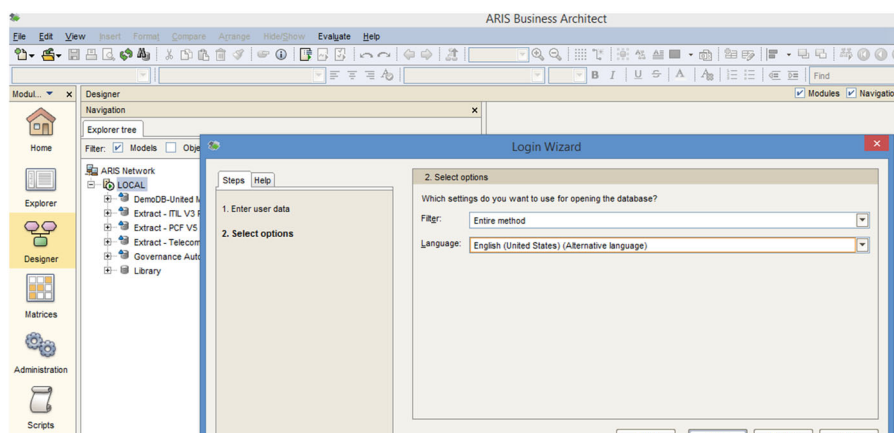 ARIS Business Architect
File Edit View Insert Format Compare Arrange Hide/Show Evaluate Help
B I U S A
Find
Modul... x Designer
Modules Navigatio
Navigation x
Explorer tree
Filter: Models Obje
Home
ARIS Network
LOCAL
DemoDB-United M
Extract - ITIL V3 F
Extract - PCF V5
Extract - Telecom
Governance Auto
Library
Explorer
Designer
Matrices
Administration
Scripts
Login Wizard
Steps Help
1. Enter user data
2. Select options
2. Select options
Which settings do you want to use for opening the database?
Filter: Entire method
Language: English (United States) (Alternative language)